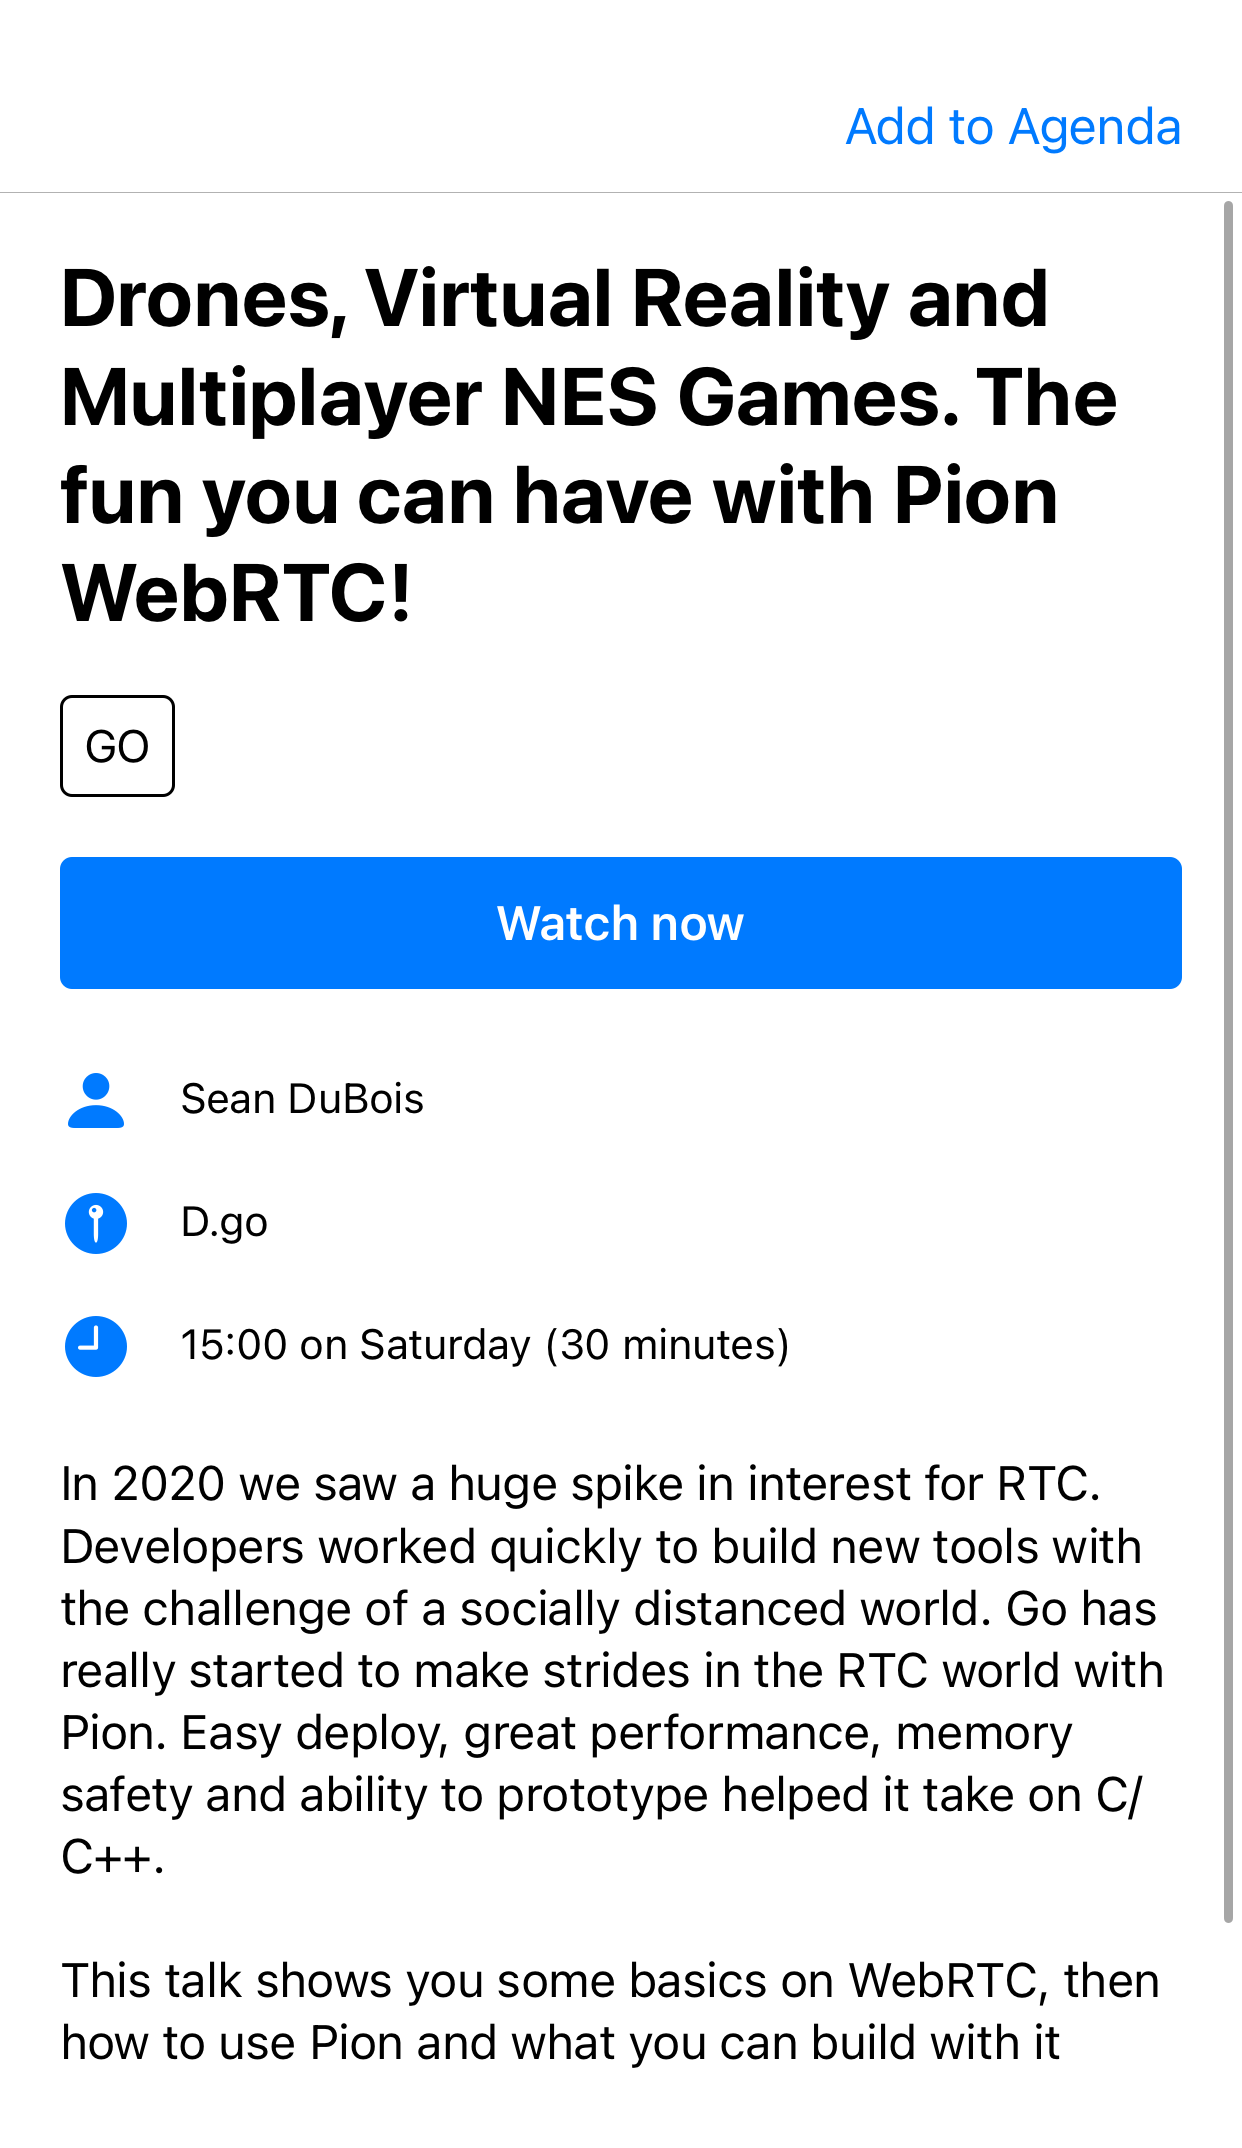 Add to Agenda
Drones, Virtual Reality and
Multiplayer NES Games. The
fun you can have with Pion
WebRTC!
GO
Watch now
Sean DuBois
D.go
15:00 on Saturday (30 minutes)
In 2020 we saw a huge spike in interest for RTC.
Developers worked quickly to build new tools with
the challenge of a socially distanced world. Go has
really started to make strides in the RTC world with
Pion. Easy deploy, great performance, memory
safety and ability to prototype helped it take on C/
C++.
This talk shows you some basics on WebRTC, then
how to use Pion and what you can build with it